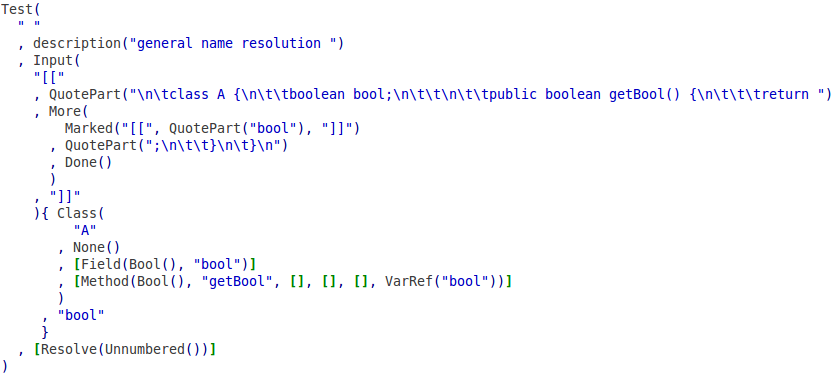 Test(
  " "
  , description("general name resolution ")
  , Input(
    "[["
    , QuotePart("\n\tclass A {\n\t\tboolean bool;\n\t\t\n\t\tpublic boolean getBool() {\n\t\t\treturn ")
    , More(
        Marked("[[", QuotePart("bool"), "]]")
      , QuotePart(";\n\t\t}\n\t}\n")
      , Done()
      )
    , "]]"
    ){ Class(
         "A"
       , None()
       , [Field(Bool(), "bool")]
       , [Method(Bool(), "getBool", [], [], [], VarRef("bool"))]
       )
     , "bool"
     }
  , [Resolve(Unnumbered())]
)